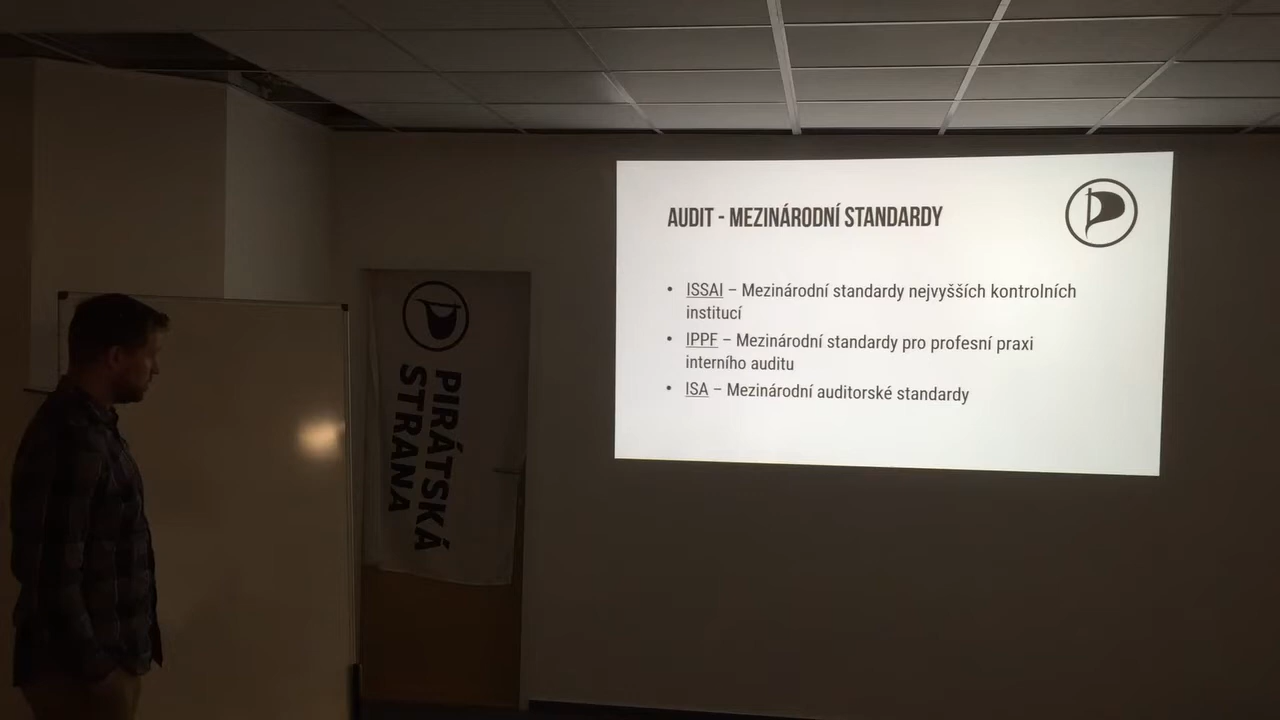 AUDIT - MEZINÁRODNÍ STANDARDY
• ISSAI – Mezinárodní standardy nejvyšších kontrolních
institucí
• IPPF – Mezinárodní standardy pro profesní praxi
interního auditu
• ISA – Mezinárodní auditorské standardy
PIRÁTSKÁ
STRANA